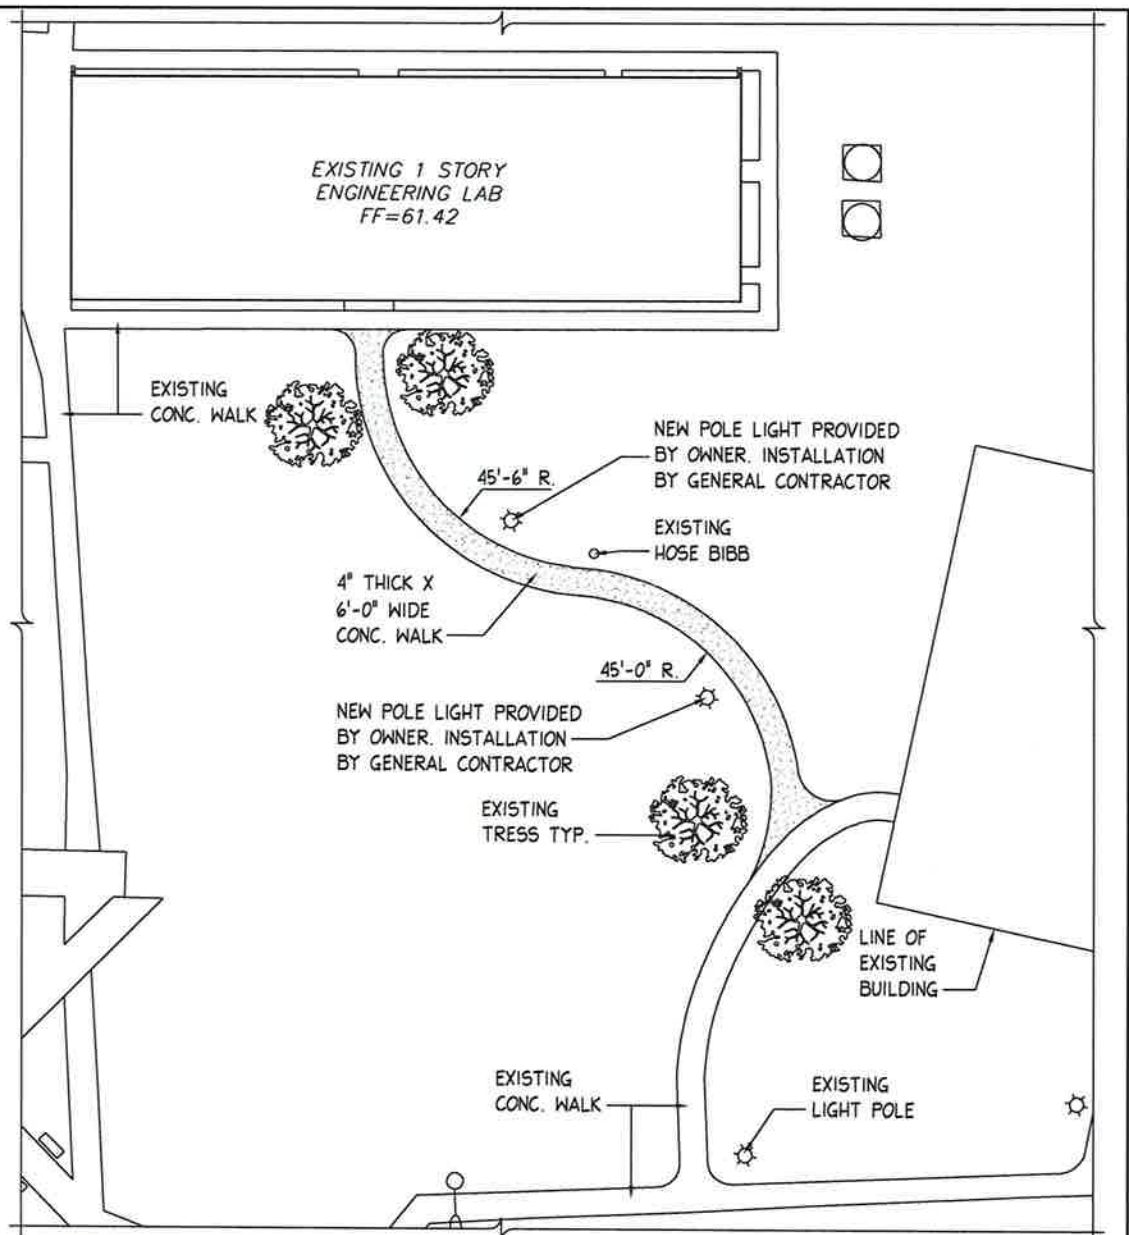 EXISTING 1 STORY
ENGINEERING LAB
FF=61.42
EXISTING
CONC. WALK
NEW POLE LIGHT PROVIDED
BY OWNER. INSTALLATION
BY GENERAL CONTRACTOR
45'-6" R.
EXISTING
HOSE BIBB
4" THICK X
6'-0" WIDE
CONC. WALK
45'-0" R.
NEW POLE LIGHT PROVIDED
BY OWNER. INSTALLATION
BY GENERAL CONTRACTOR
EXISTING
TRESS TYP.
LINE OF
EXISTING
BUILDING
EXISTING
CONC. WALK
EXISTING
LIGHT POLE